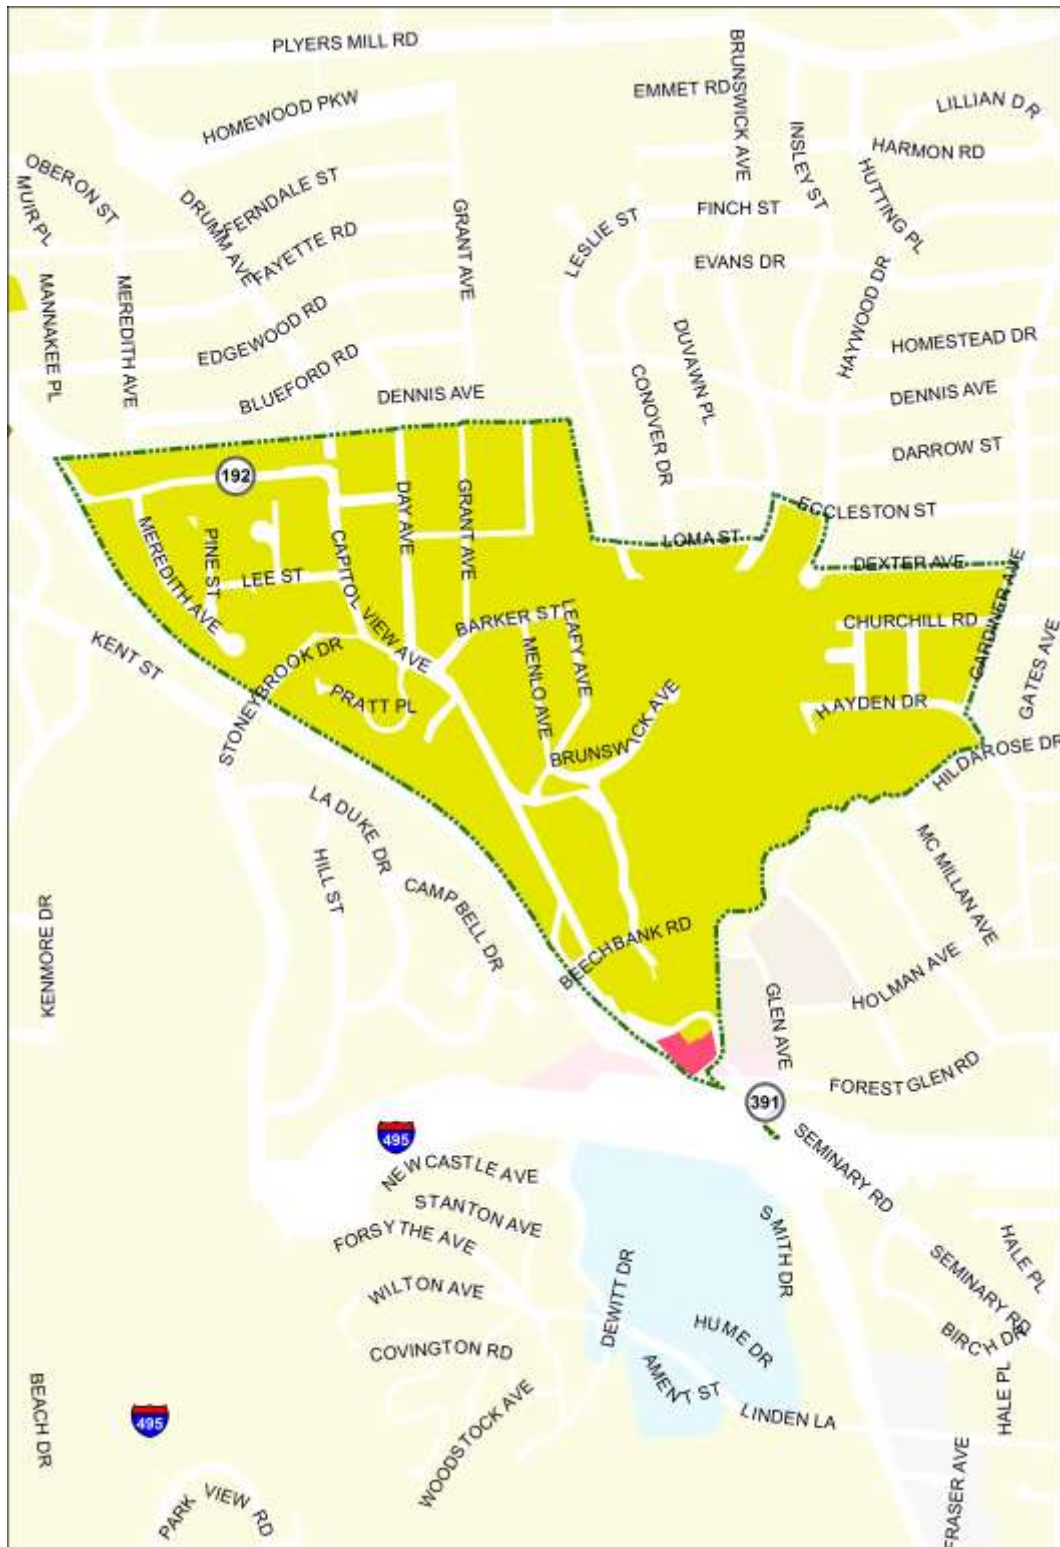 PLYERS MILL RD
BRUNSWICK AVE
EMMET RD
HOMEWOOD PKW
LILLIAN DR
INSLEY ST
HARMON RD
OBERON ST
MUIR PL
DRUMM AVE
FERNDALE ST
HUTTING PL
GRANT AVE
LESLIE ST
FINCH ST
FAYETTE RD
EVANS DR
MANNAKEE PL
MEREDITH AVE
HAYWOOD DR
EDGEWOOD RD
DUVAWN PL
HOMESTEAD DR
BLUEFORD RD
CONOVER DR
DENNIS AVE
DENNIS AVE
DARROW ST
192
DAY AVE
GRANT AVE
ECCLESTON ST
MEREDITH AVE
PINE ST
CAPITOL VIEW AVE
LOMA ST
DEXTER AVE
LEE ST
GARDINER AVE
BARKER ST
LEAFY AVE
CHURCHILL RD
KENT ST
STONEYBROOK DR
MENLO AVE
GATES AVE
PRATT PL
HAYDEN DR
BRUNSWICK AVE
HILDAROSE DR
LA DUKE DR
HILL ST
MC MILLAN AVE
CAMPBELL DR
KENMORE DR
BEECHBANK RD
HOLMAN AVE
GLEN AVE
FOREST GLEN RD
391
495
SEMINARY RD
NEWCASTLE AVE
STANTON AVE
FORSYTHE AVE
SMITH DR
HALE PL
SEMINARY RD
WILTON AVE
DEWITT DR
HUME DR
BIRCH DR
COVINGTON RD
AMENT ST
HALE PL
BEACH DR
495
WOODSTOCK AVE
LINDEN LA
FRASER AVE
PARK VIEW RD